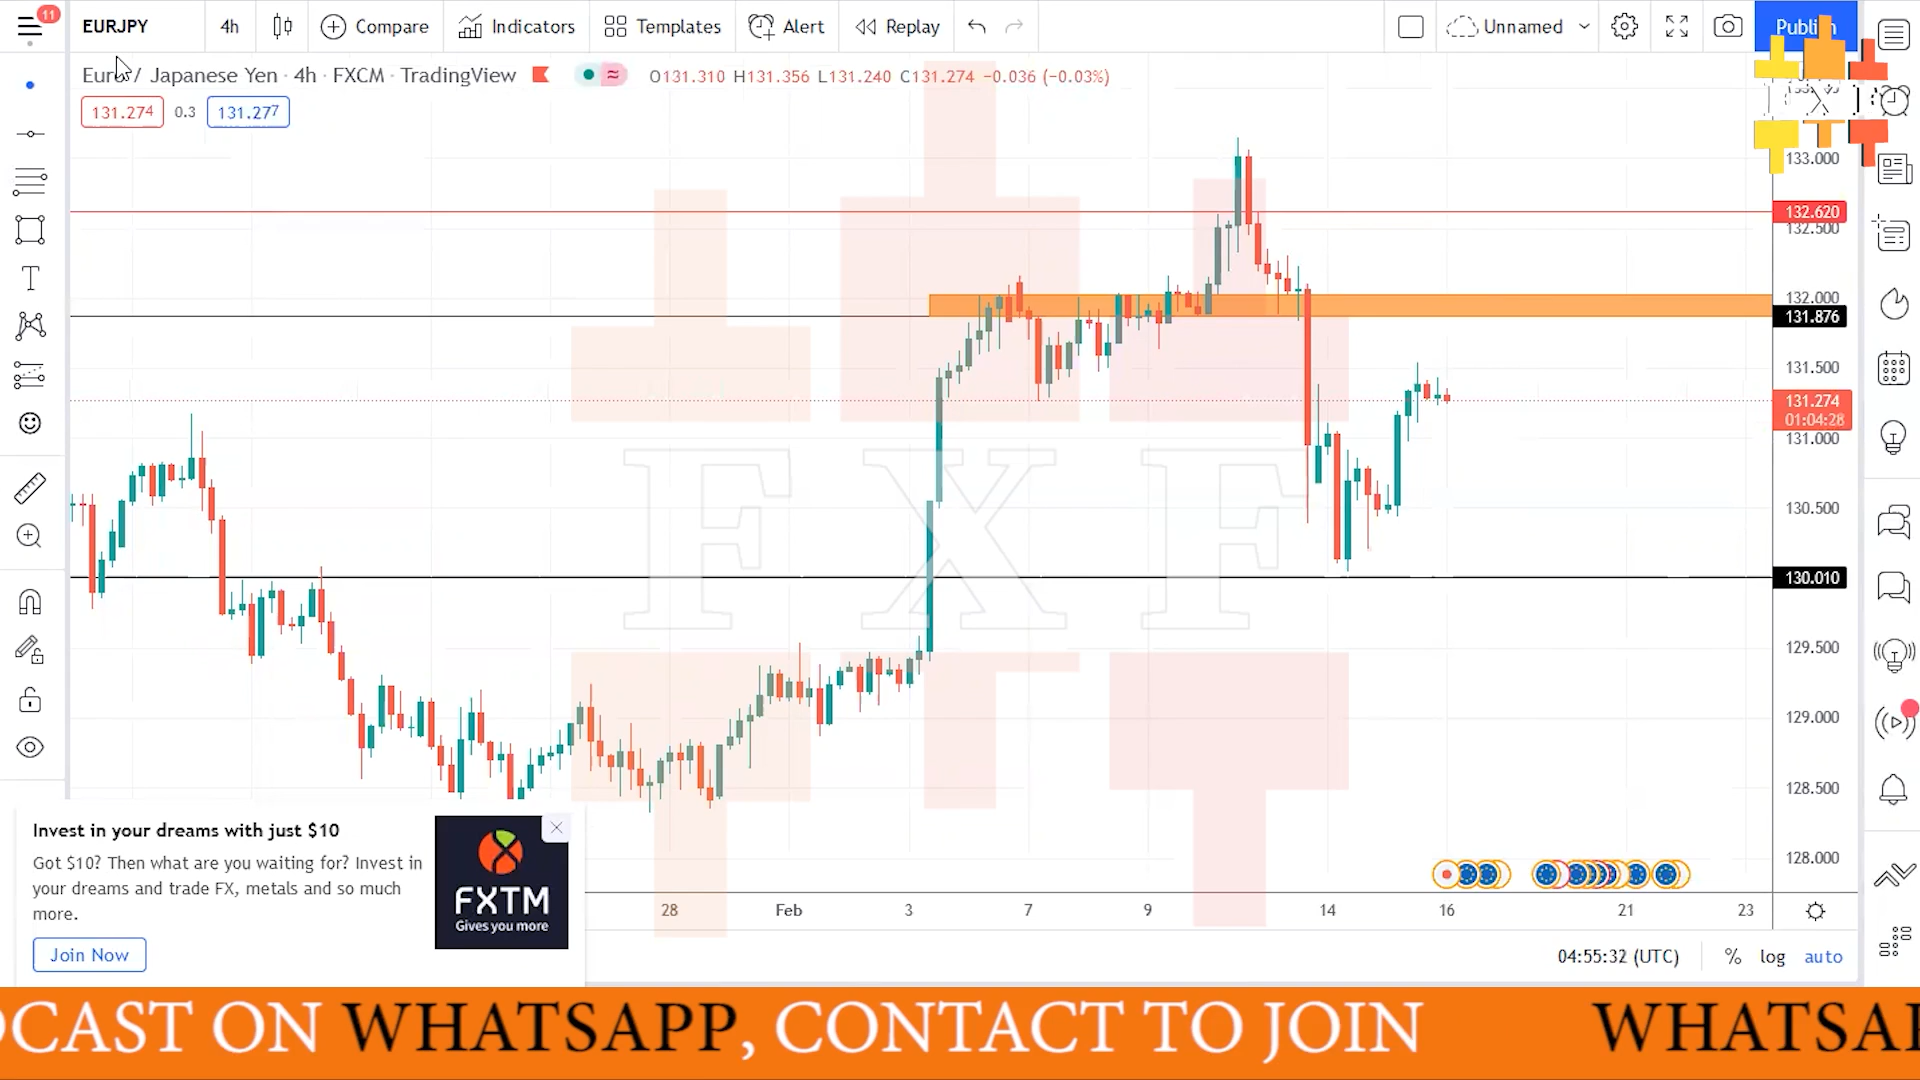 11
EURJPY
4h
Compare
Indicators
Templates
Alert
Replay
Unnamed
Euro / Japanese Yen · 4h · FXCM · TradingView
O131.310 H131.356 L131.240 C131.274 −0.036 (−0.03%)
131.274
0.3
131.277
133.000
132.620
132.500
132.000
131.876
131.500
131.274
01:04:28
131.000
130.500
130.010
129.500
129.000
128.500
128.000
F X F
Invest in your dreams with just $10
Got $10? Then what are you waiting for? Invest in
your dreams and trade FX, metals and so much
more.
Join Now
FXTM
Gives you more
28
Feb
3
7
9
14
16
21
23
04:55:32 (UTC)
%
log
auto
DCAST ON WHATSAPP, CONTACT TO JOIN
WHATSAP